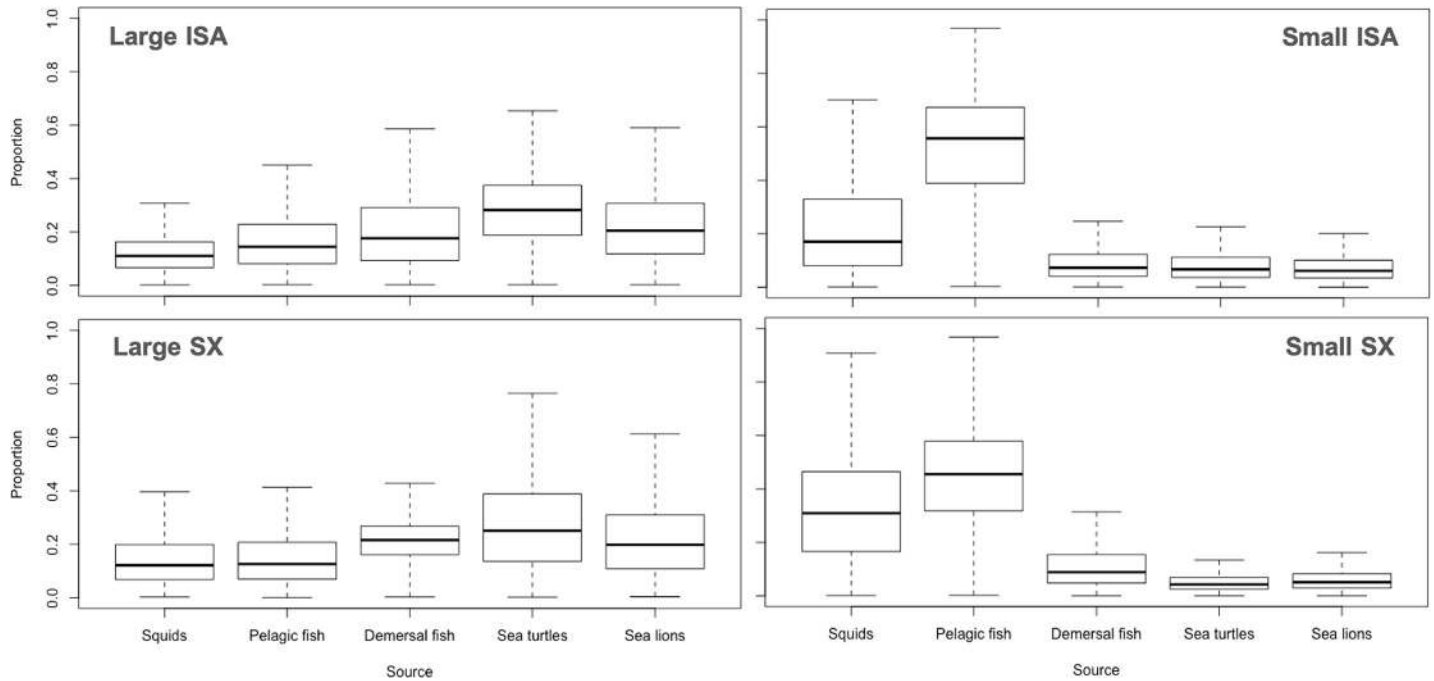 Large ISA
Small ISA
Proportion
0.0
0.2
0.4
0.6
0.8
1.0
Large SX
Small SX
Proportion
0.0
0.2
0.4
0.6
0.8
1.0
Squids Pelagic fish Demersal fish Sea turtles Sea lions
Source
Squids Pelagic fish Demersal fish Sea turtles Sea lions
Source